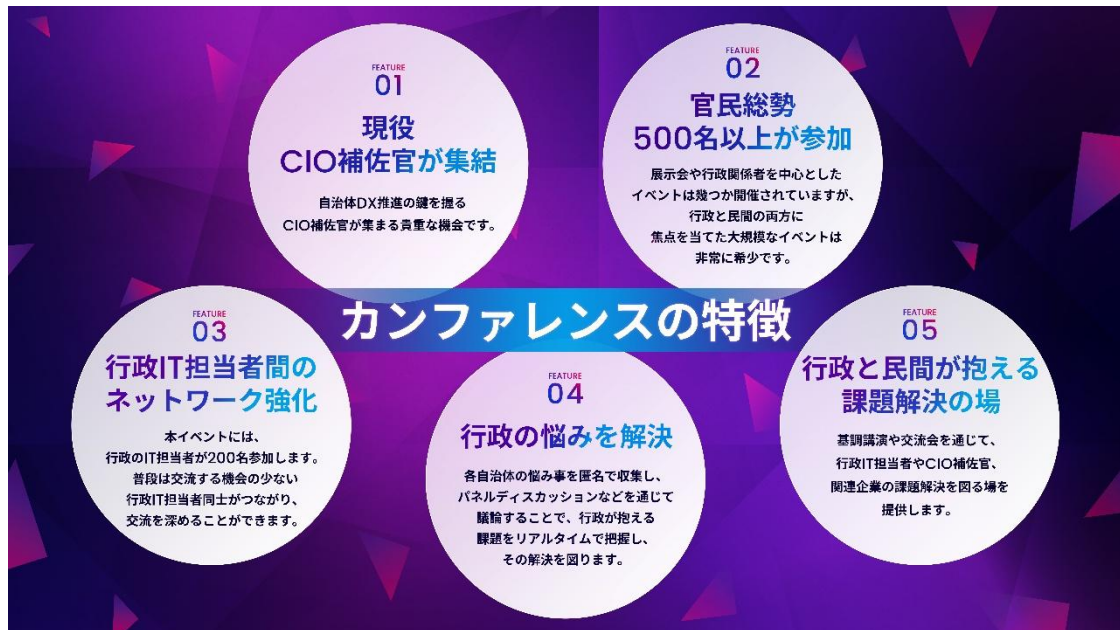 FEATURE
01
現役
CIO補佐官が集結
自治体DX推進の鍵を握る
CIO補佐官が集まる貴重な機会です。
FEATURE
02
官民総勢
500名以上が参加
展示会や行政関係者を中心とした
イベントは幾つか開催されていますが、
行政と民間の両方に
焦点を当てた大規模なイベントは
非常に希少です。
カンファレンスの特徴
FEATURE
03
行政IT担当者間の
ネットワーク強化
本イベントには、
行政のIT担当者が200名参加します。
普段は交流する機会の少ない
行政IT担当者同士がつながり、
交流を深めることができます。
FEATURE
04
行政の悩みを解決
各自治体の悩み事を匿名で収集し、
パネルディスカッションなどを通じて
議論することで、行政が抱える
課題をリアルタイムで把握し、
その解決を図ります。
FEATURE
05
行政と民間が抱える
課題解決の場
基調講演や交流会を通じて、
行政IT担当者やCIO補佐官、
関連企業の課題解決を図る場を
提供します。